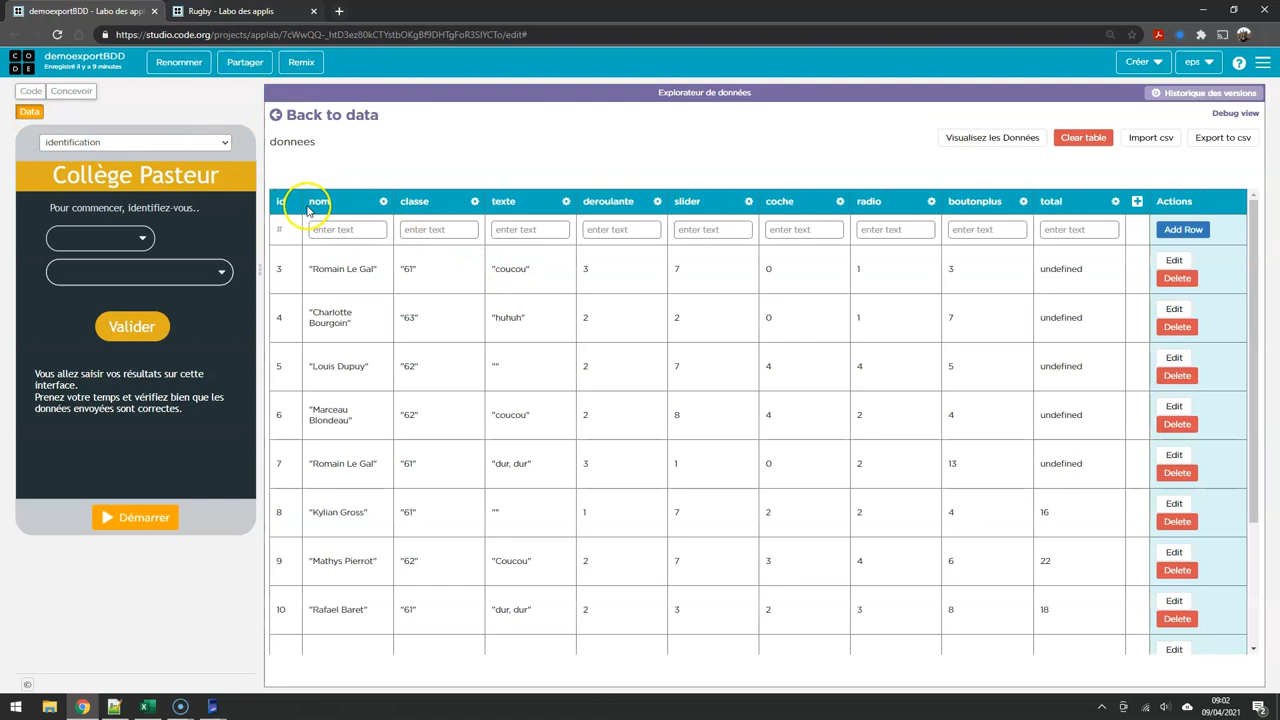 demoexportBDD - Labo des applis
Rugby - Labo des applis
https://studio.code.org/projects/applab/7cWwQQ-_htD3ez80kCTYstbOKgBf9DHTgFoR3SlYCTo/edit#
CODE
demoexportBDD
Enregistré il y a 9 minutes
Renommer
Partager
Remix
Créer
eps
Code
Concevoir
Data
Explorateur de données
Historique des versions
Back to data
Debug view
donnees
Visualisez les Données
Clear table
Import csv
Export to csv
identification
Collège Pasteur
Pour commencer, identifiez-vous..
Valider
Vous allez saisir vos résultats sur cette
interface.
Prenez votre temps et vérifiez bien que les
données envoyées sont correctes.
Démarrer
id nom classe texte deroulante slider coche radio boutonplus total Actions
# enter text enter text enter text enter text enter text enter text enter text enter text enter text Add Row
3 "Romain Le Gal" "61" "coucou" 3 7 0 1 3 undefined Edit
Delete
4 "Charlotte Bourgoin" "63" "huhuh" 2 2 0 1 7 undefined Edit
Delete
5 "Louis Dupuy" "62" "" 2 7 4 4 5 undefined Edit
Delete
6 "Marceau Blondeau" "62" "coucou" 2 8 4 2 4 undefined Edit
Delete
7 "Romain Le Gal" "61" "dur, dur" 3 1 0 2 13 undefined Edit
Delete
8 "Kylian Gross" "61" "" 1 7 2 2 4 16 Edit
Delete
9 "Mathys Pierrot" "62" "Coucou" 2 7 3 4 6 22 Edit
Delete
10 "Rafael Baret" "61" "dur, dur" 2 3 2 3 8 18 Edit
Delete
Edit
09:02
09/04/2021